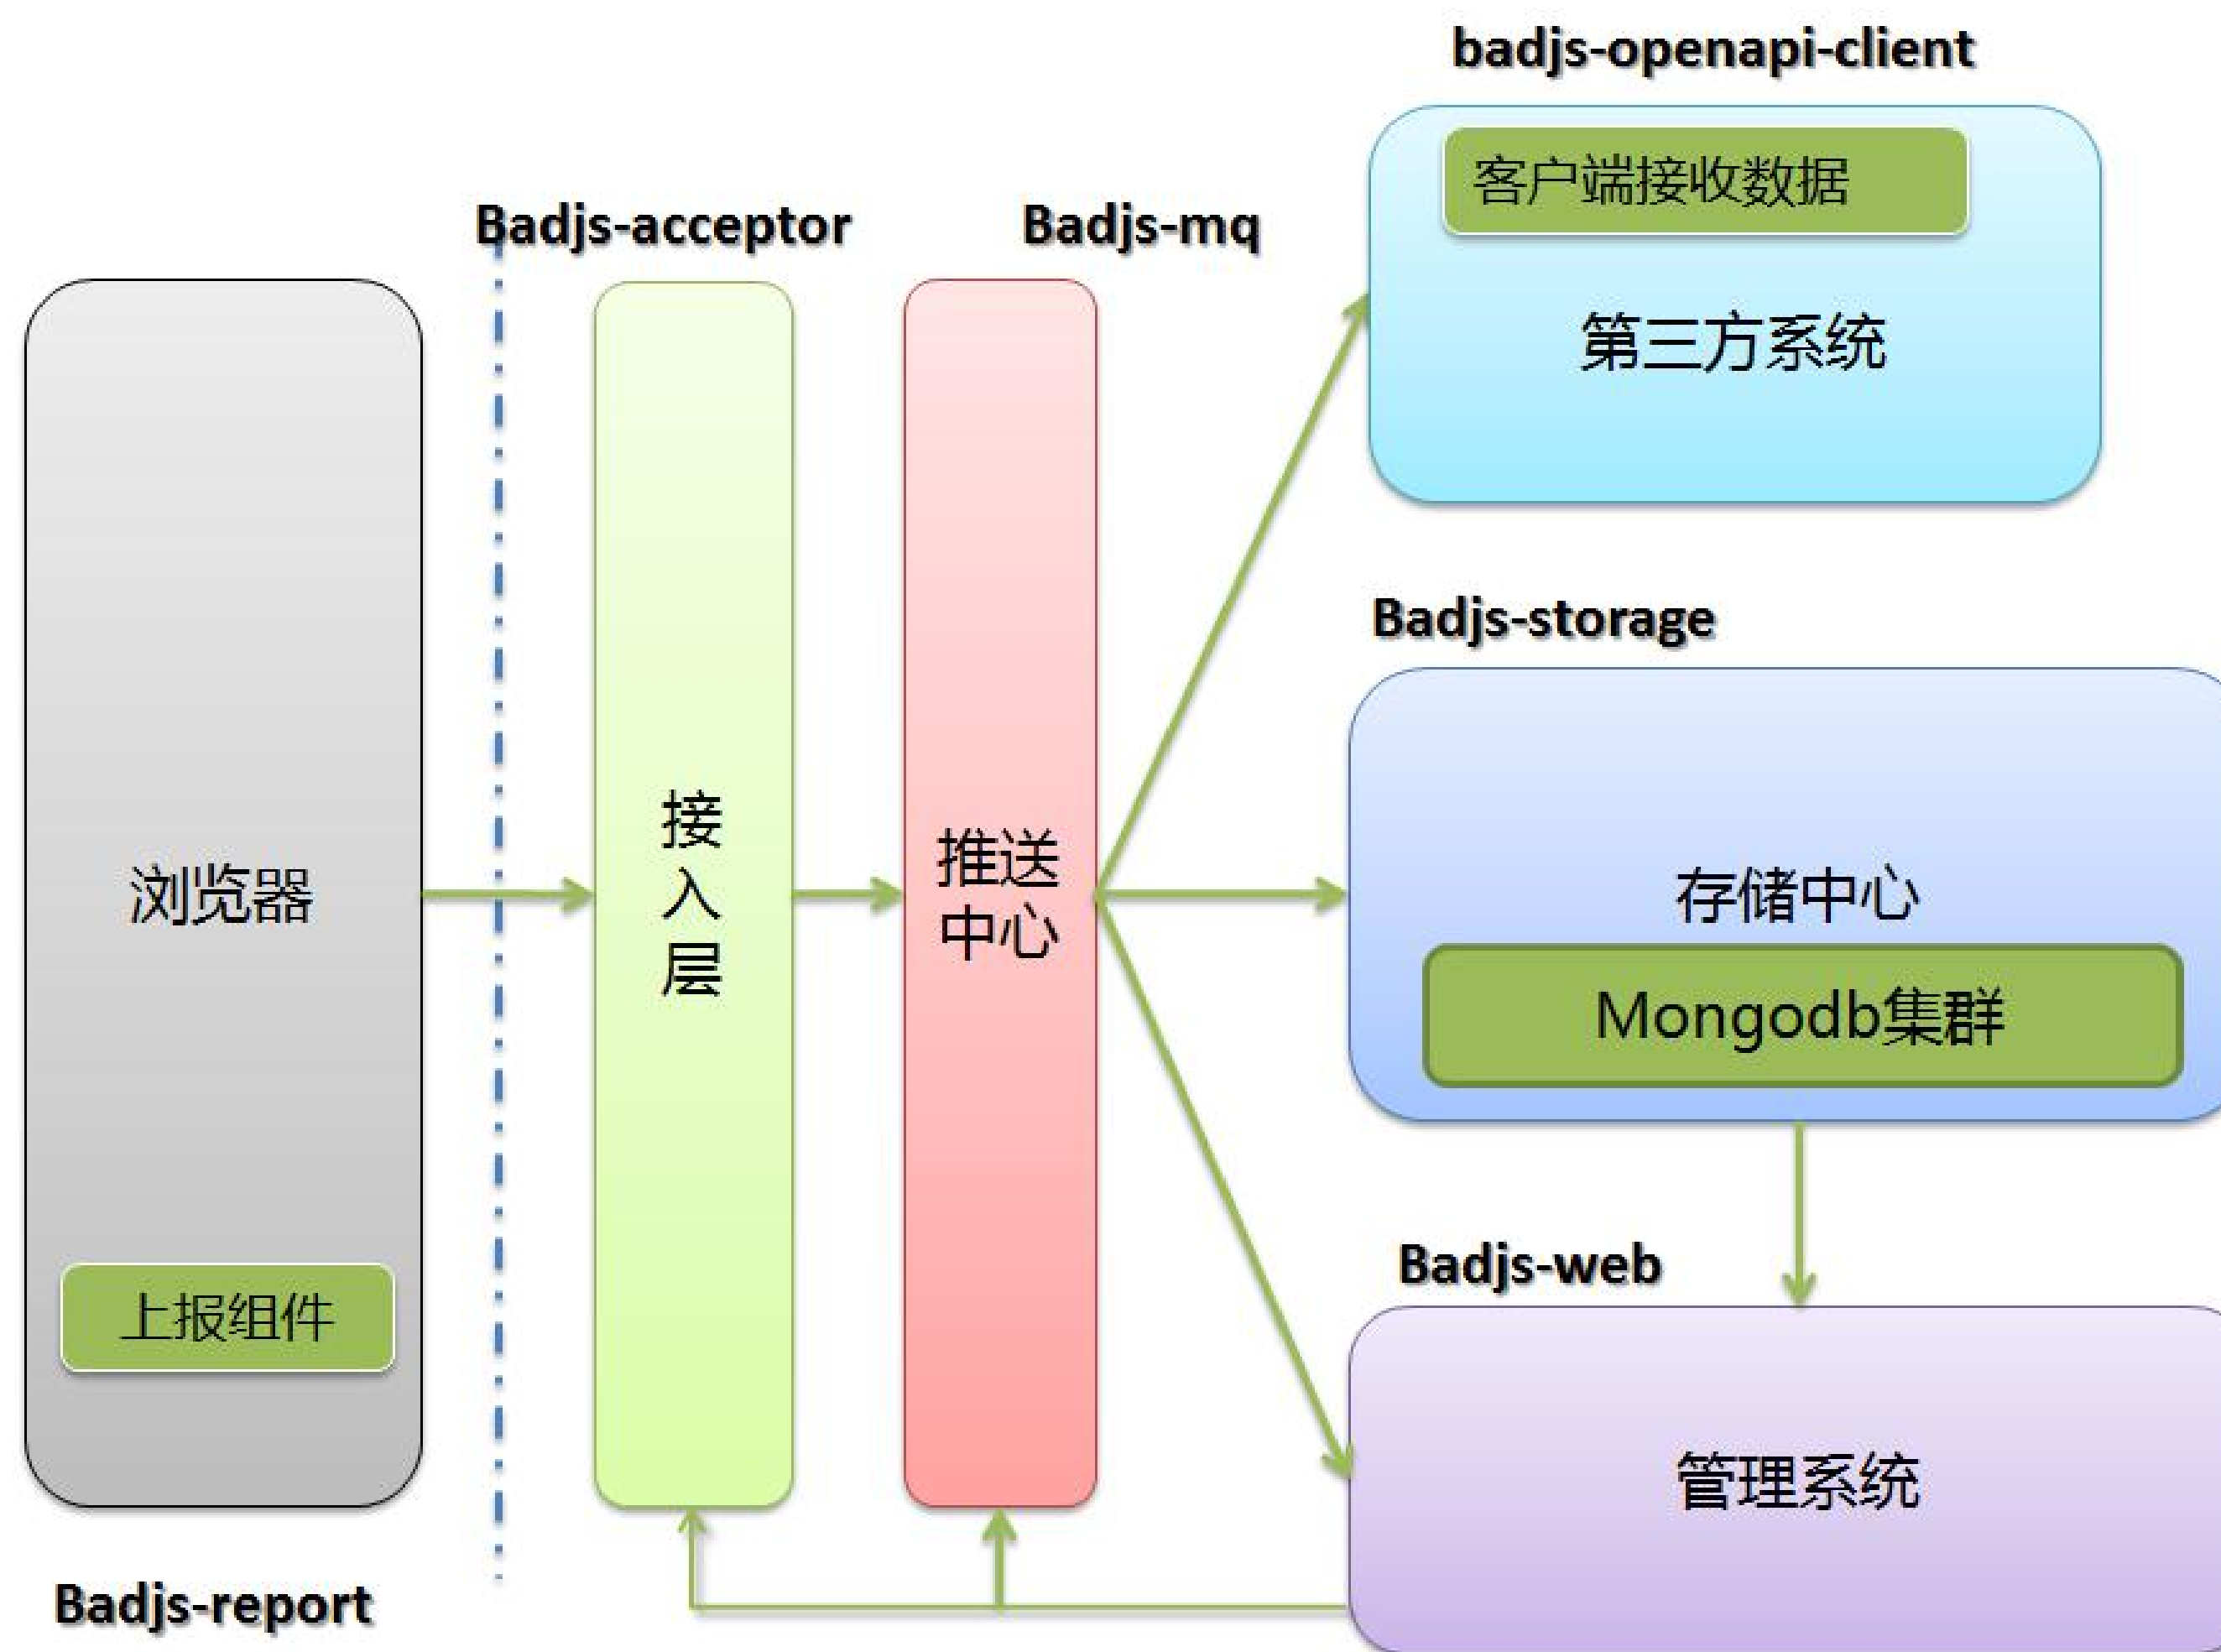 badjs-openapi-client
客户端接收数据
第三方系统
Badjs-acceptor
Badjs-mq
浏览器
上报组件
Badjs-report
接
入
层
推送
中心
Badjs-storage
存储中心
Mongodb集群
Badjs-web
管理系统